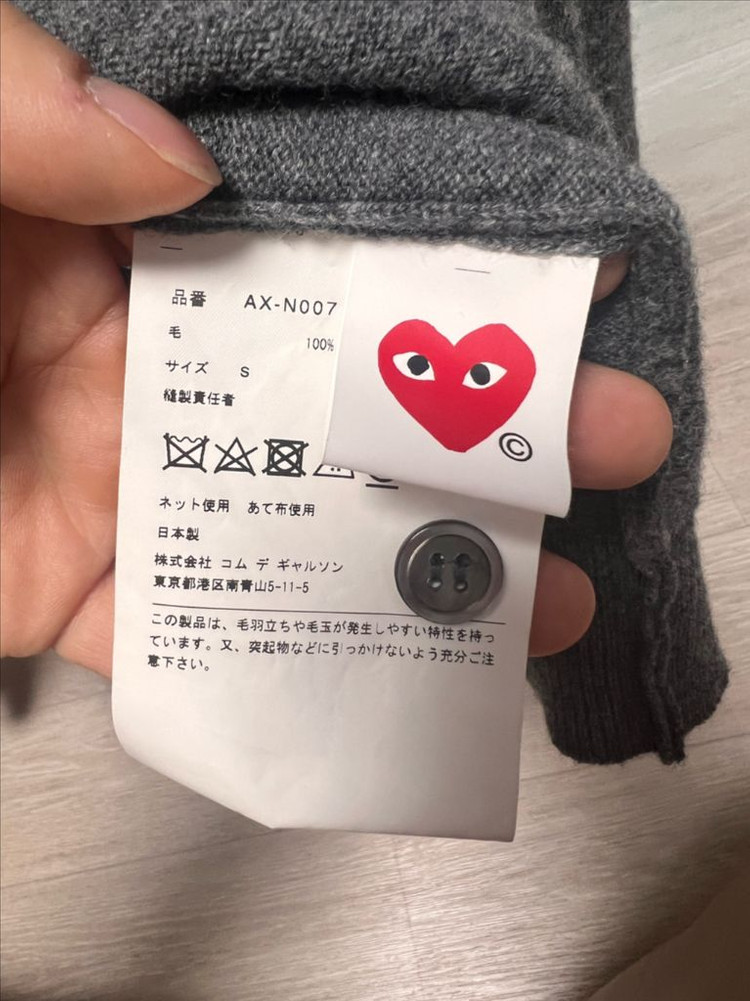 品番 AX-N007
毛
100%
サイズ S
縫製責任者
©
ネット使用 あて布使用
日本製
株式会社 コム デ ギャルソン
東京都港区南青山5-11-5
この製品は、毛羽立ちや毛玉が発生しやすい特性を持っ
ています。又、突起物などに引っかけないよう充分ご注
意下さい。